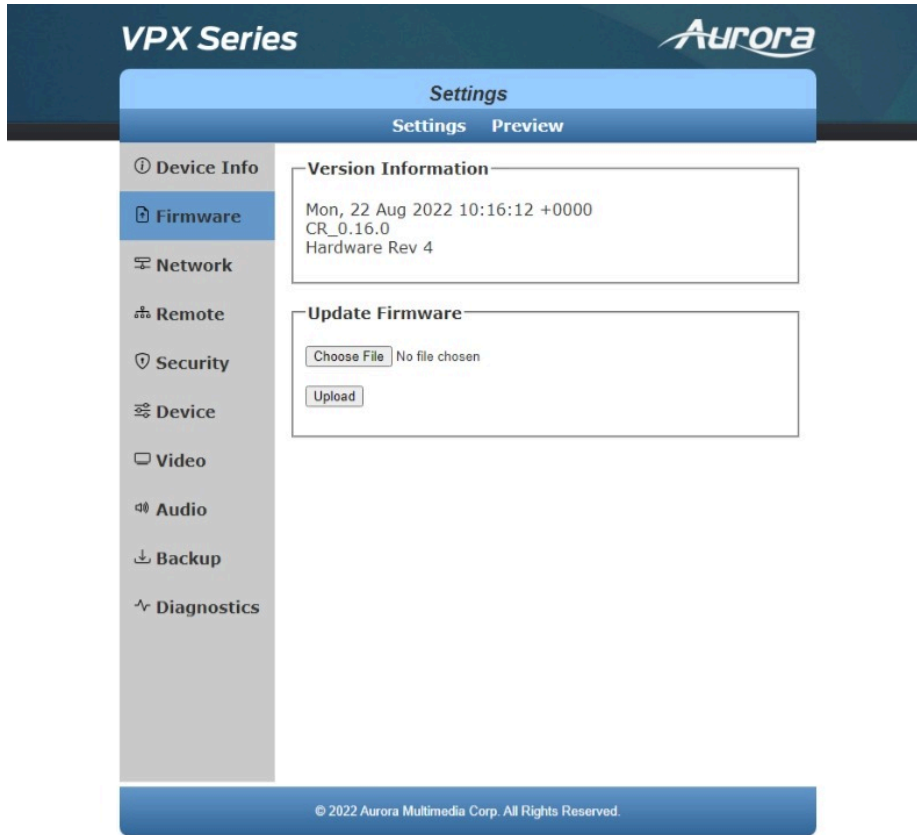 VPX Series
Aurora
Settings
Settings Preview
Device Info
Firmware
Network
Remote
Security
Device
Video
Audio
Backup
Diagnostics
Version Information
Mon, 22 Aug 2022 10:16:12 +0000
CR_0.16.0
Hardware Rev 4
Update Firmware
Choose File No file chosen
Upload
© 2022 Aurora Multimedia Corp. All Rights Reserved.